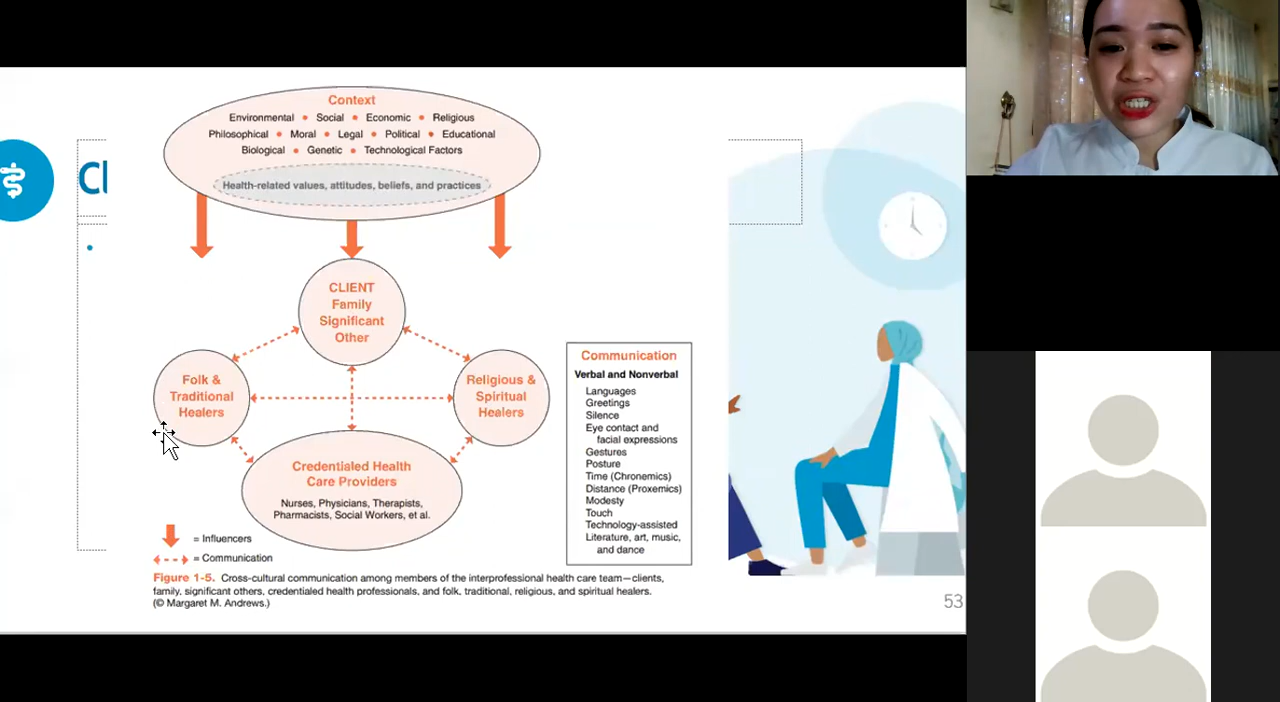 Context
Environmental • Social • Economic • Religious
Philosophical • Moral • Legal • Political • Educational
Biological • Genetic • Technological Factors
Health-related values, attitudes, beliefs, and practices
Cl
•
CLIENT
Family
Significant
Other
Folk &
Traditional
Healers
Religious &
Spiritual
Healers
Credentialed Health
Care Providers
Nurses, Physicians, Therapists,
Pharmacists, Social Workers, et al.
Communication
Verbal and Nonverbal
Languages
Greetings
Silence
Eye contact and
facial expressions
Gestures
Posture
Time (Chronemics)
Distance (Proxemics)
Modesty
Touch
Technology-assisted
Literature, art, music,
and dance
= Influencers
= Communication
Figure 1-5. Cross-cultural communication among members of the interprofessional health care team—clients,
family, significant others, credentialed health professionals, and folk, traditional, religious, and spiritual healers.
(© Margaret M. Andrews.)
53